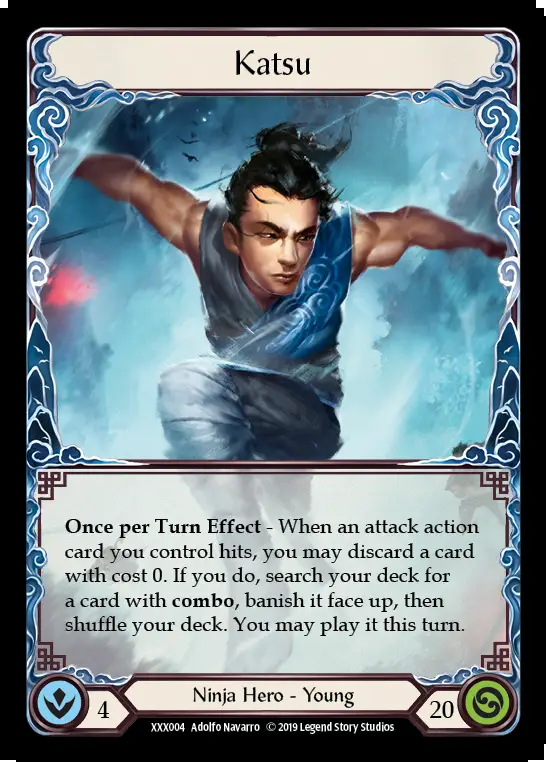 Katsu
Once per Turn Effect - When an attack action
card you control hits, you may discard a card
with cost 0. If you do, search your deck for
a card with combo, banish it face up, then
shuffle your deck. You may play it this turn.
4
Ninja Hero - Young
20
XXX004 Adolfo Navarro © 2019 Legend Story Studios